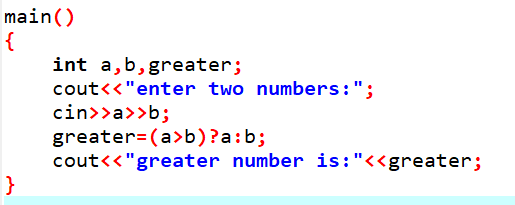 main()
{
int a,b,greater;
cout<<"enter two numbers:";
cin>>a>>b;
greater=(a>b)?a:b;
cout<<"greater number is:"<<greater;
}